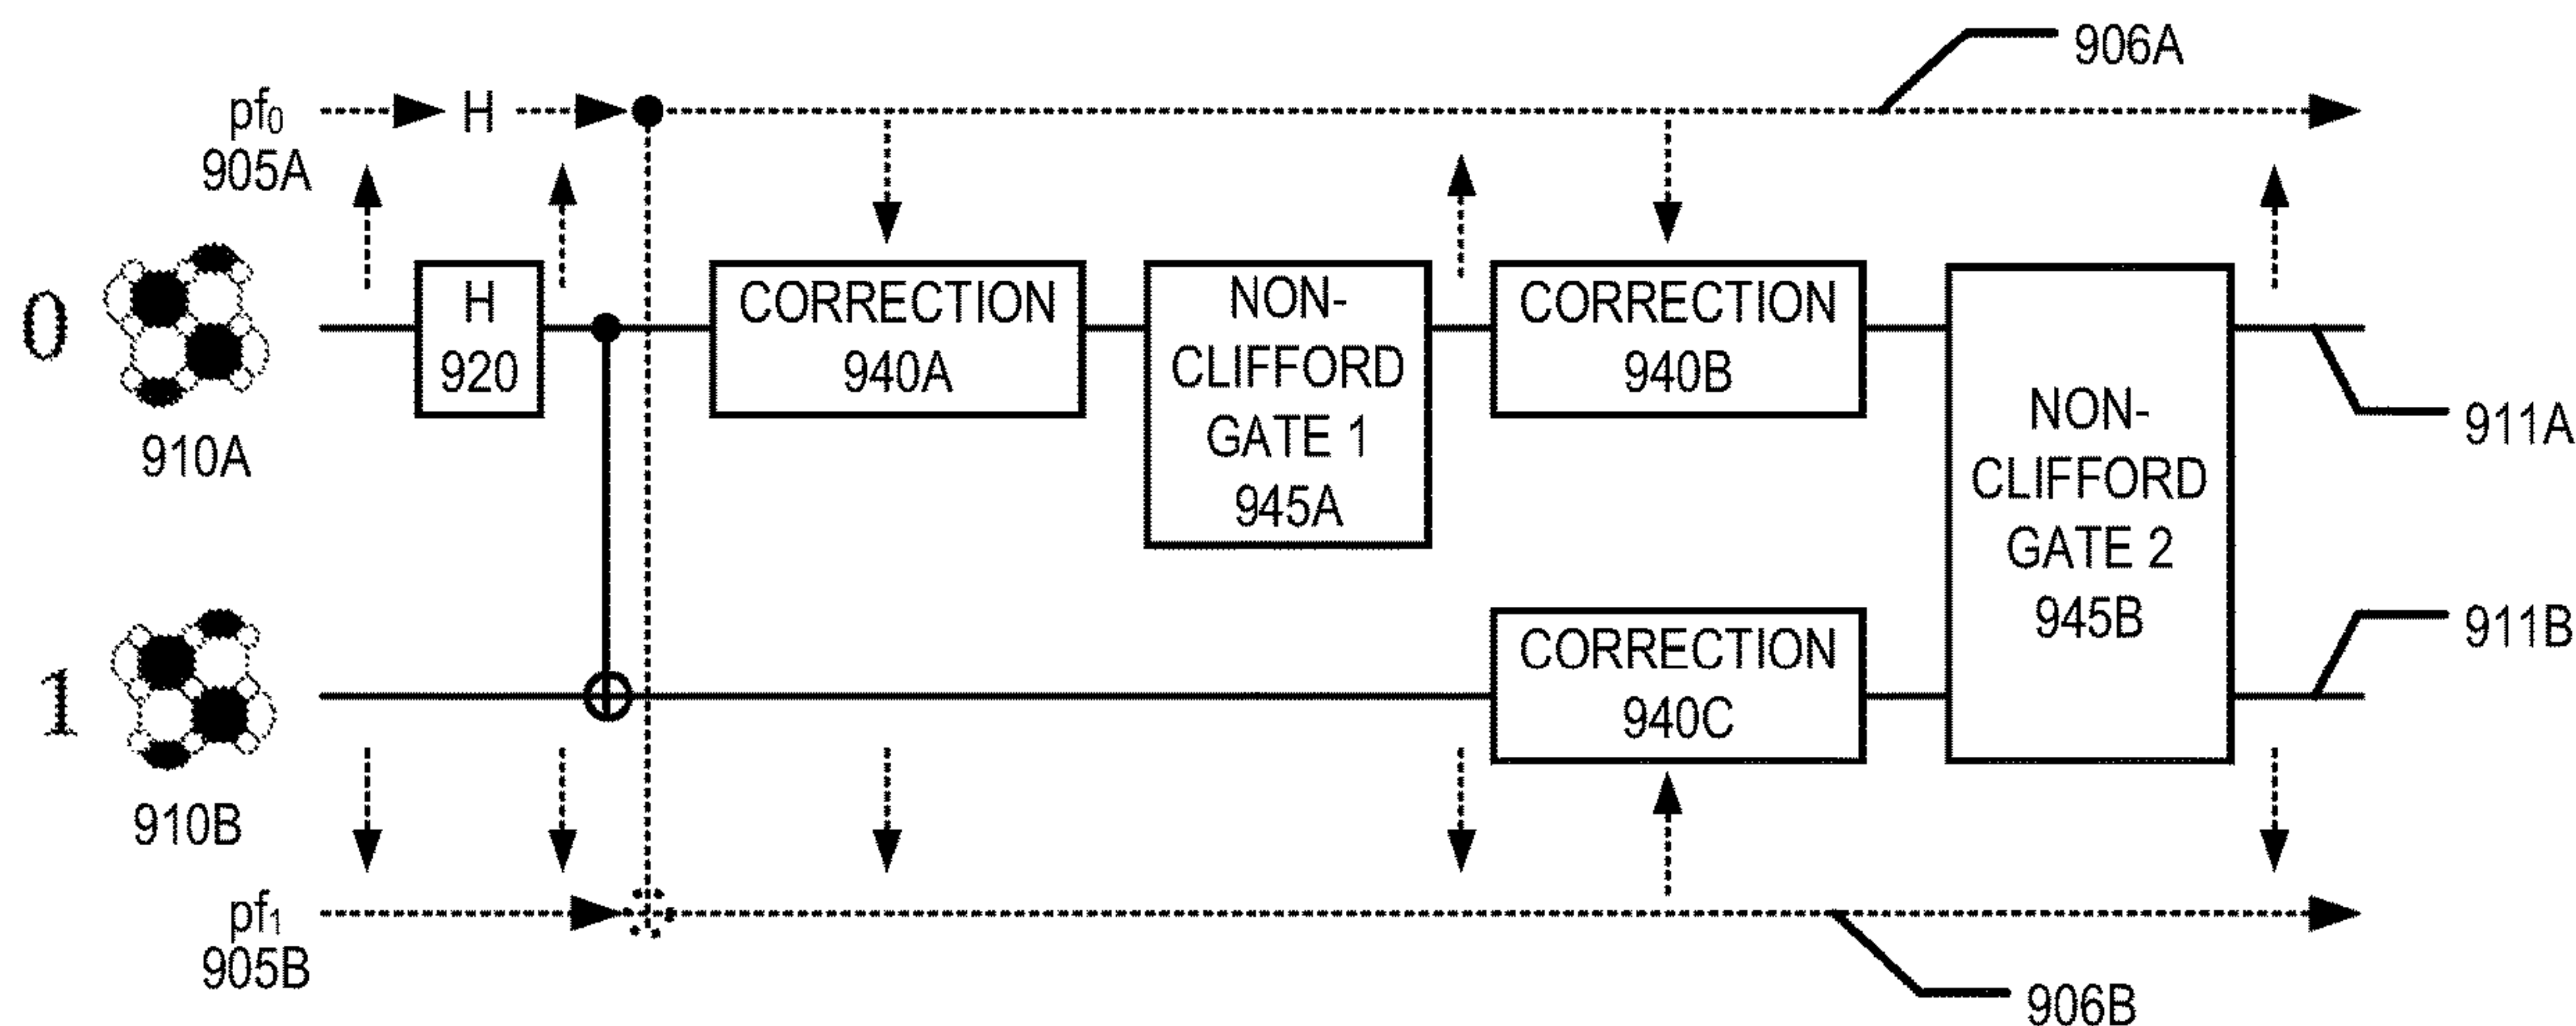 906A
pf₀
905A
H
0
910A
H
920
CORRECTION
940A
NON-
CLIFFORD
GATE 1
945A
CORRECTION
940B
NON-
CLIFFORD
GATE 2
945B
911A
1
910B
CORRECTION
940C
911B
pf₁
905B
906B